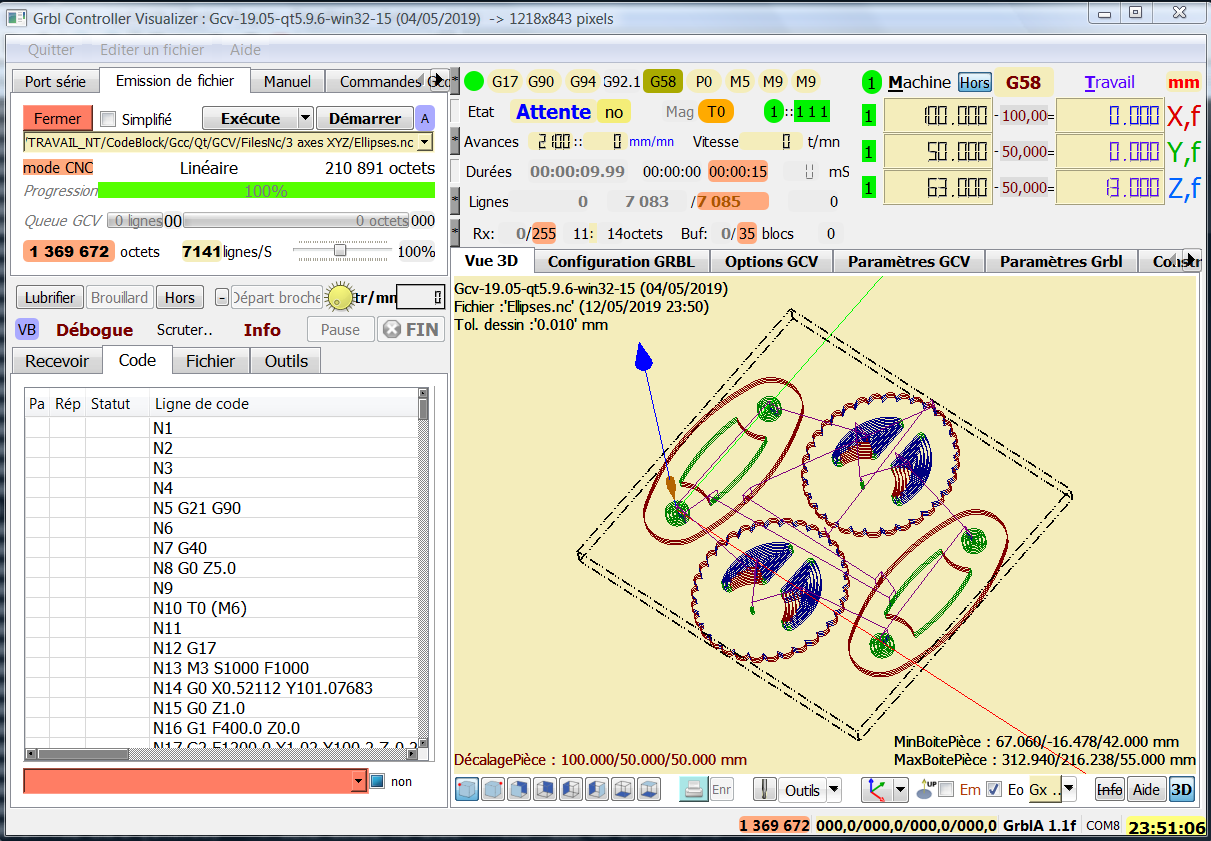 Grbl Controller Visualizer : Gcv-19.05-qt5.9.6-win32-15 (04/05/2019) -> 1218x843 pixels
Quitter Editer un fichier Aide
Port série Emission de fichier Manuel Commandes
Fermer Simplifié Exécute Démarrer A
'TRAVAIL_NT/CodeBlock/Gcc/Qt/GCV/FilesNc/3 axes XYZ/Ellipses.nc
mode CNC Linéaire 210 891 octets
Progression 100%
Queue GCV 0 lignes 00 0 octets 000
1 369 672 octets 7141 lignes/S 100%
Lubrifier Brouillard Hors - Départ broche tr/mn 0
VB Débogue Scruter.. Info Pause FIN
Recevoir Code Fichier Outils
Pa Rép Statut Ligne de code
N1
N2
N3
N4
N5 G21 G90
N6
N7 G40
N8 G0 Z5.0
N9
N10 T0 (M6)
N11
N12 G17
N13 M3 S1000 F1000
N14 G0 X0.52112 Y101.07683
N15 G0 Z1.0
N16 G1 F400.0 Z0.0
N17 G2 F1200.0 X1.02 Y100.2 Z-0.2
non
* G17 G90 G94 G92.1 G58 P0 M5 M9 M9
Etat Attente no Mag T0 1 :: 1 1 1
* Avances 2100:: 0 mm/mn Vitesse 0 t/mn
Durées 00:00:09.99 00:00:00 00:00:15 0 mS
* Lignes 0 7 083 /7 085 0
* Rx: 0/255 11: 14octets Buf: 0/35 blocs 0
1 Machine Hors G58 Travail mm
1 100.000 - 100,00= 0.000 X,f
1 50.000 - 50,000= 0.000 Y,f
1 63.000 - 50,000= 13.000 Z,f
Vue 3D Configuration GRBL Options GCV Paramètres GCV Paramètres Grbl
Gcv-19.05-qt5.9.6-win32-15 (04/05/2019)
Fichier :'Ellipses.nc' (12/05/2019 23:50)
Tol. dessin :'0.010' mm
MinBoitePièce : 67.060/-16.478/42.000 mm
DécalagePièce : 100.000/50.000/50.000 mm MaxBoitePièce : 312.940/216.238/55.000 mm
Enr Outils UP Em Eo Gx .. Info Aide 3D
1 369 672 000,0/000,0/000,0/000,0 GrblA 1.1f COM8 23:51:06